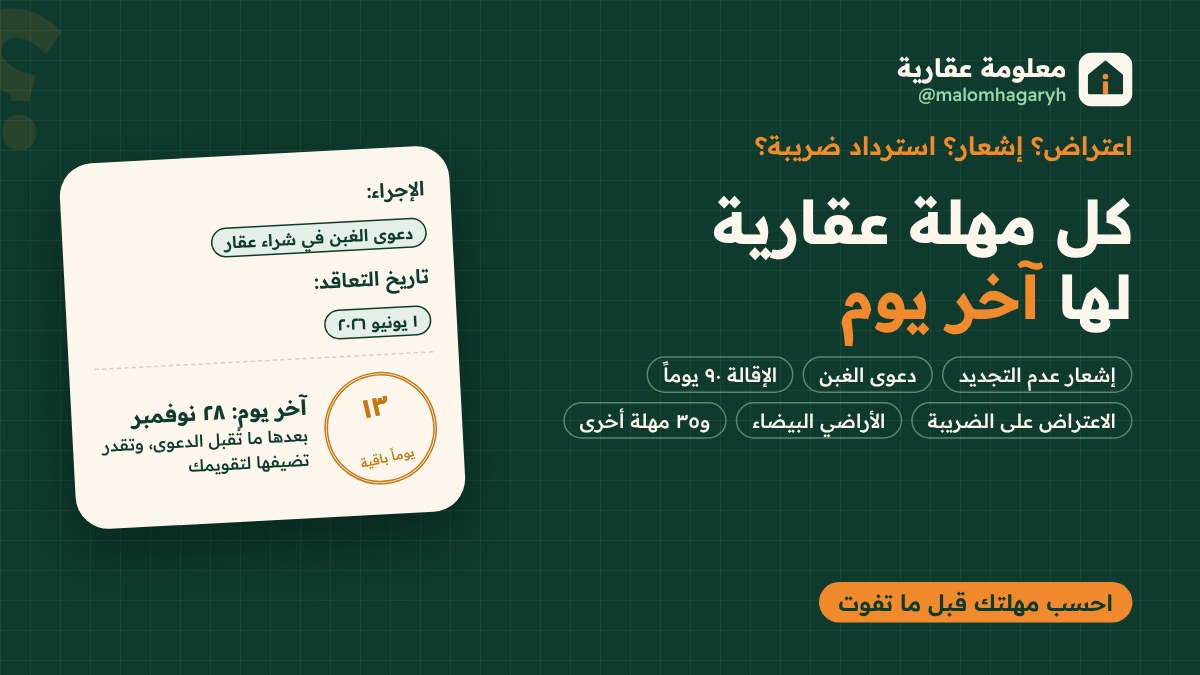 معلومة عقارية
@malomhagaryh
اعتراض؟ إشعار؟ استرداد ضريبة؟
كل مهلة عقارية
لها آخر يوم
إشعار عدم التجديد
دعوى الغبن
الإقالة ٩٠ يوماً
الاعتراض على الضريبة
الأراضي البيضاء
و٣٥ مهلة أخرى
احسب مهلتك قبل ما تفوت
الإجراء:
دعوى الغبن في شراء عقار
تاريخ التعاقد:
١ يونيو ٢٠٢٦
١٣
يوماً باقية
آخر يوم: ٢٨ نوفمبر
بعدها ما تُقبل الدعوى، وتقدر
تضيفها لتقويمك
؟